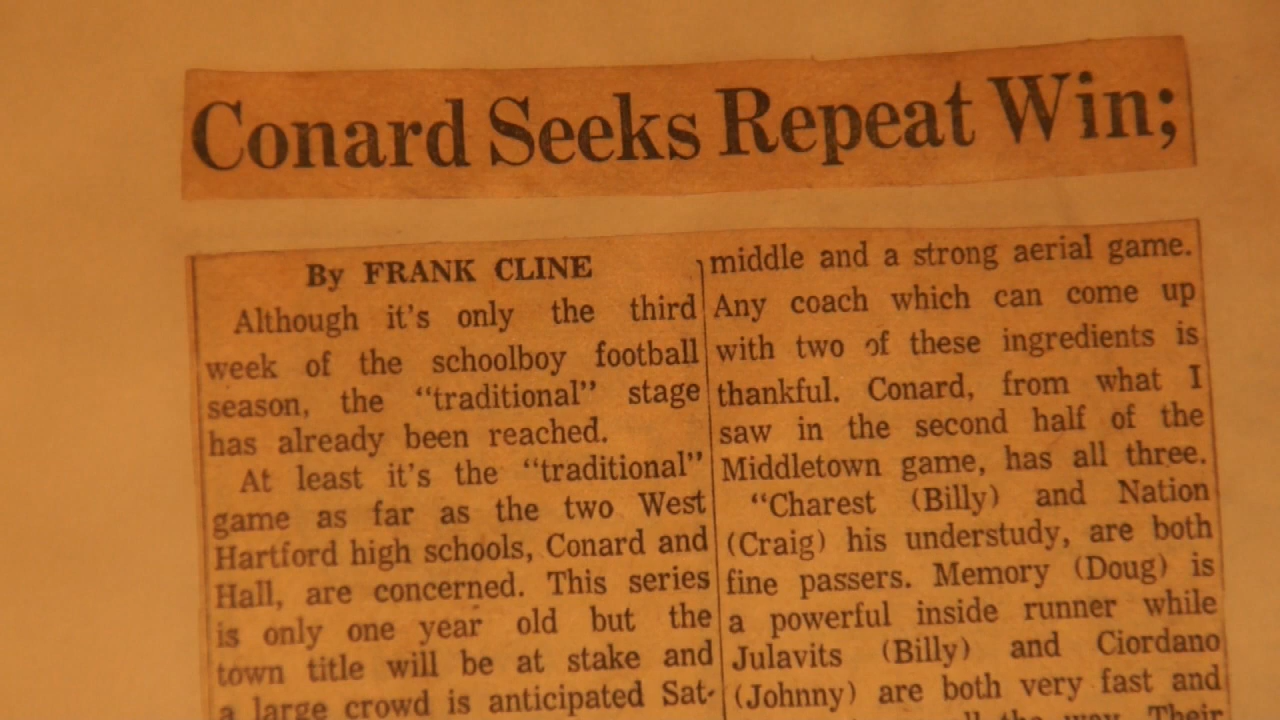 Conard Seeks Repeat Win;
By FRANK CLINE
Although it's only the third
week of the schoolboy football
season, the "traditional" stage
has already been reached.
At least it's the "traditional"
game as far as the two West
Hartford high schools, Conard and
Hall, are concerned. This series
is only one year old but the
town title will be at stake and
a large crowd is anticipated Sat-
middle and a strong aerial game.
Any coach which can come up
with two of these ingredients is
thankful. Conard, from what I
saw in the second half of the
Middletown game, has all three.
"Charest (Billy) and Nation
(Craig) his understudy, are both
fine passers. Memory (Doug) is
a powerful inside runner while
Julavits (Billy) and Ciordano
(Johnny) are both very fast and
all the way. Their